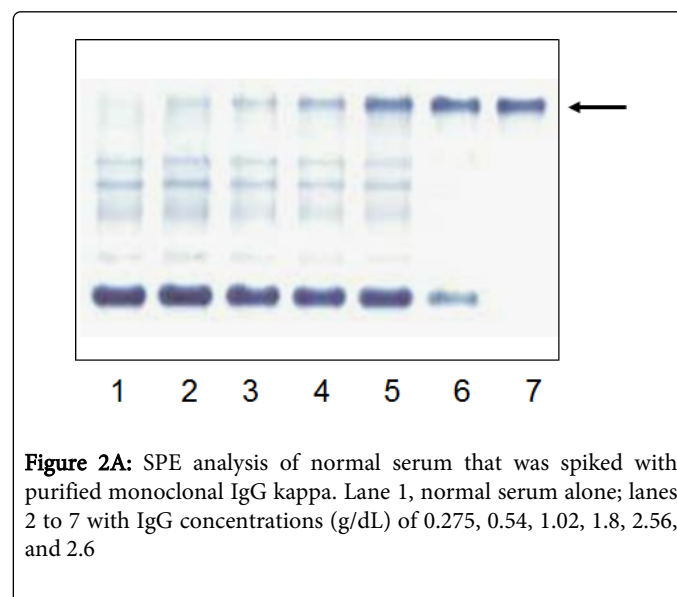 1 2 3 4 5 6 7
Figure 2A: SPE analysis of normal serum that was spiked with
purified monoclonal IgG kappa. Lane 1, normal serum alone; lanes
2 to 7 with IgG concentrations (g/dL) of 0.275, 0.54, 1.02, 1.8, 2.56,
and 2.6